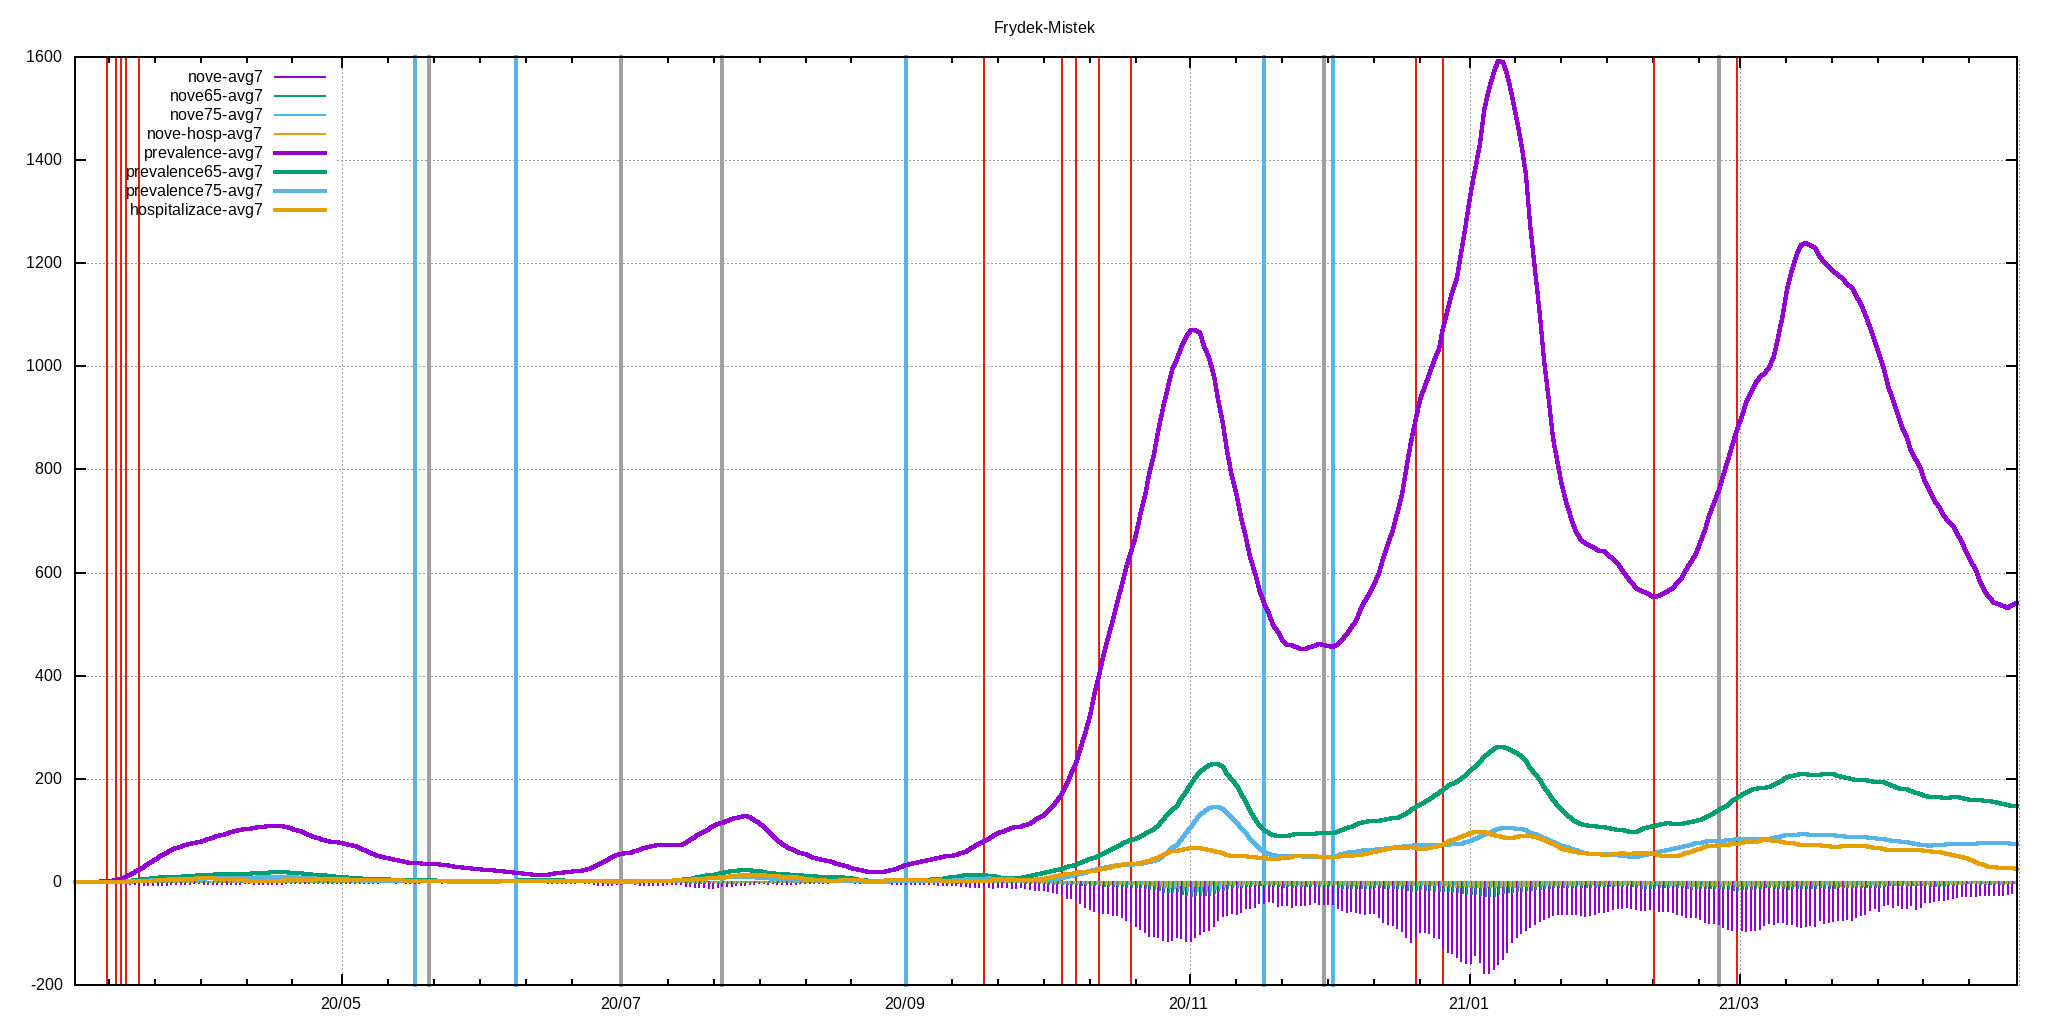 Frydek-Mistek
1600
1400
1200
1000
800
600
400
200
0
-200
nove-avg7
nove65-avg7
nove75-avg7
nove-hosp-avg7
prevalence-avg7
prevalence65-avg7
prevalence75-avg7
hospitalizace-avg7
20/05
20/07
20/09
20/11
21/01
21/03